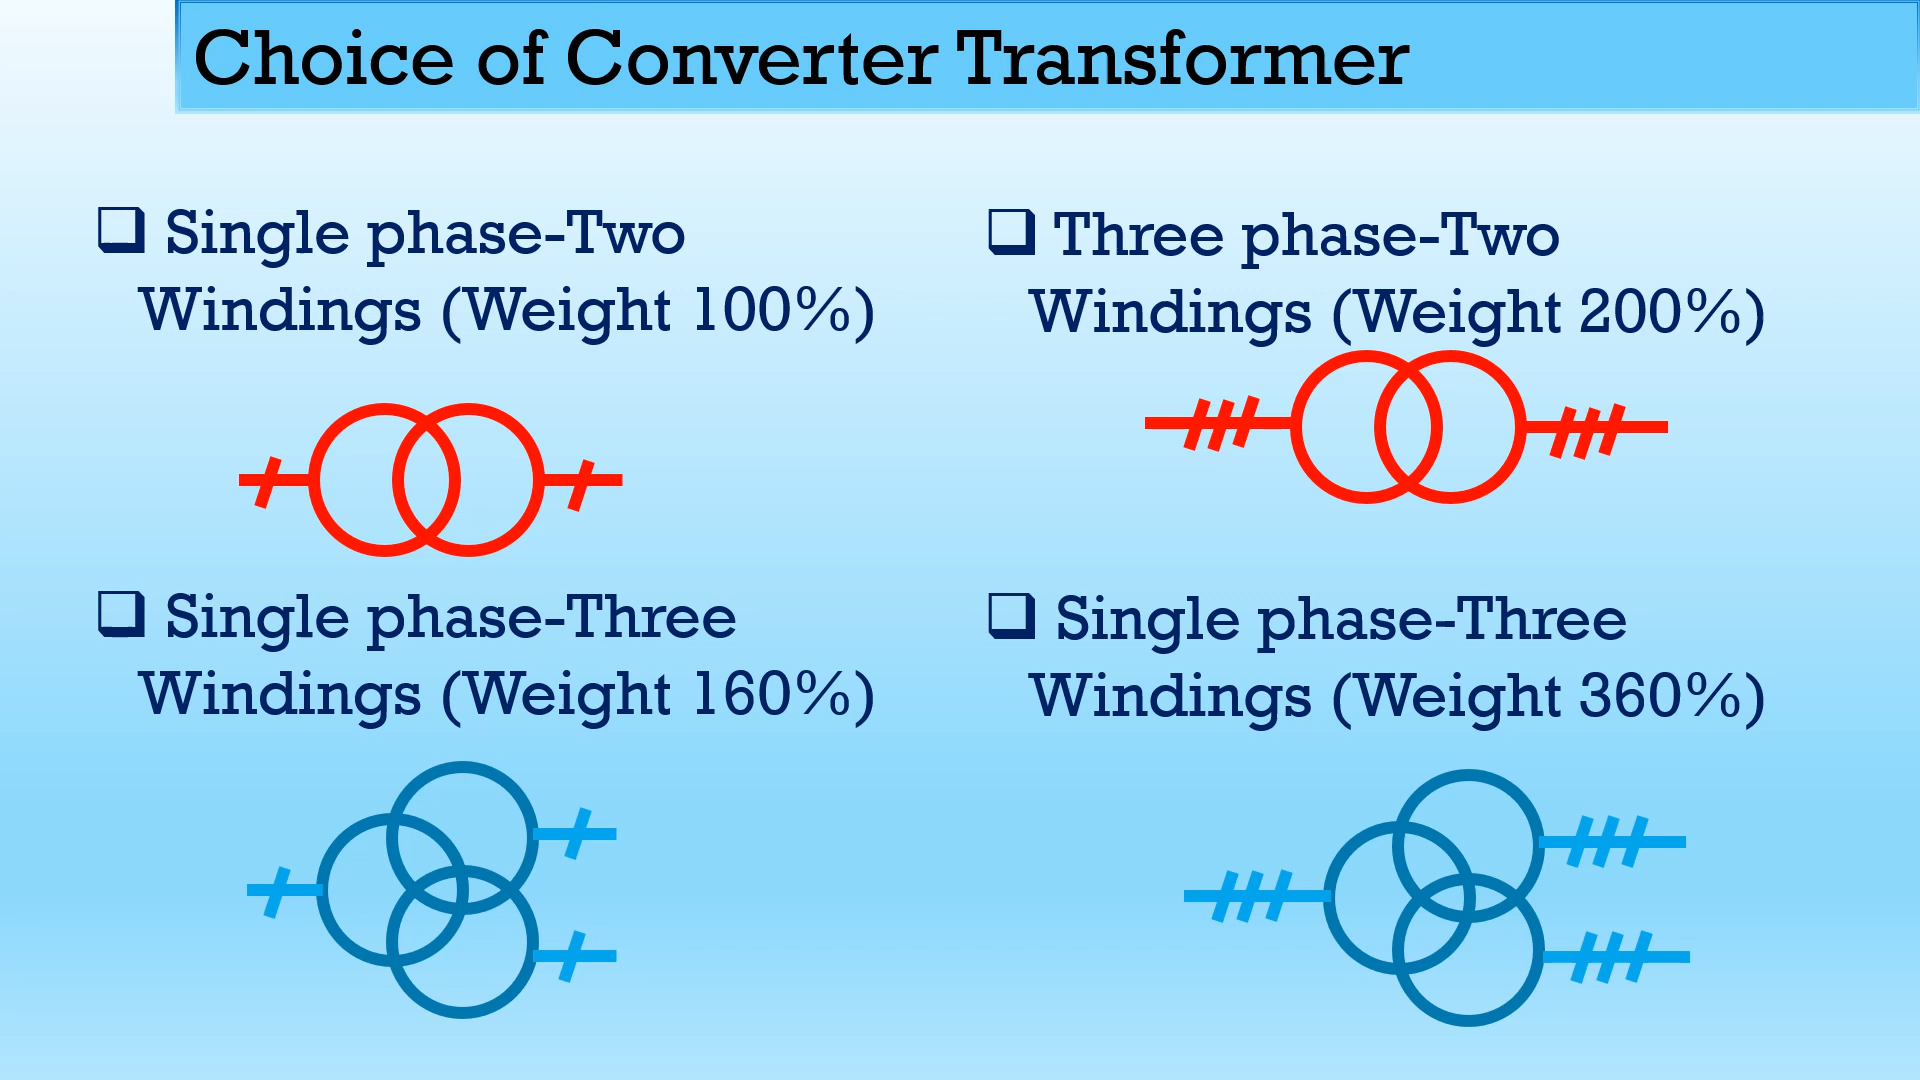 Choice of Converter Transformer
Single phase-Two
Windings (Weight 100%)
Three phase-Two
Windings (Weight 200%)
Single phase-Three
Windings (Weight 160%)
Single phase-Three
Windings (Weight 360%)